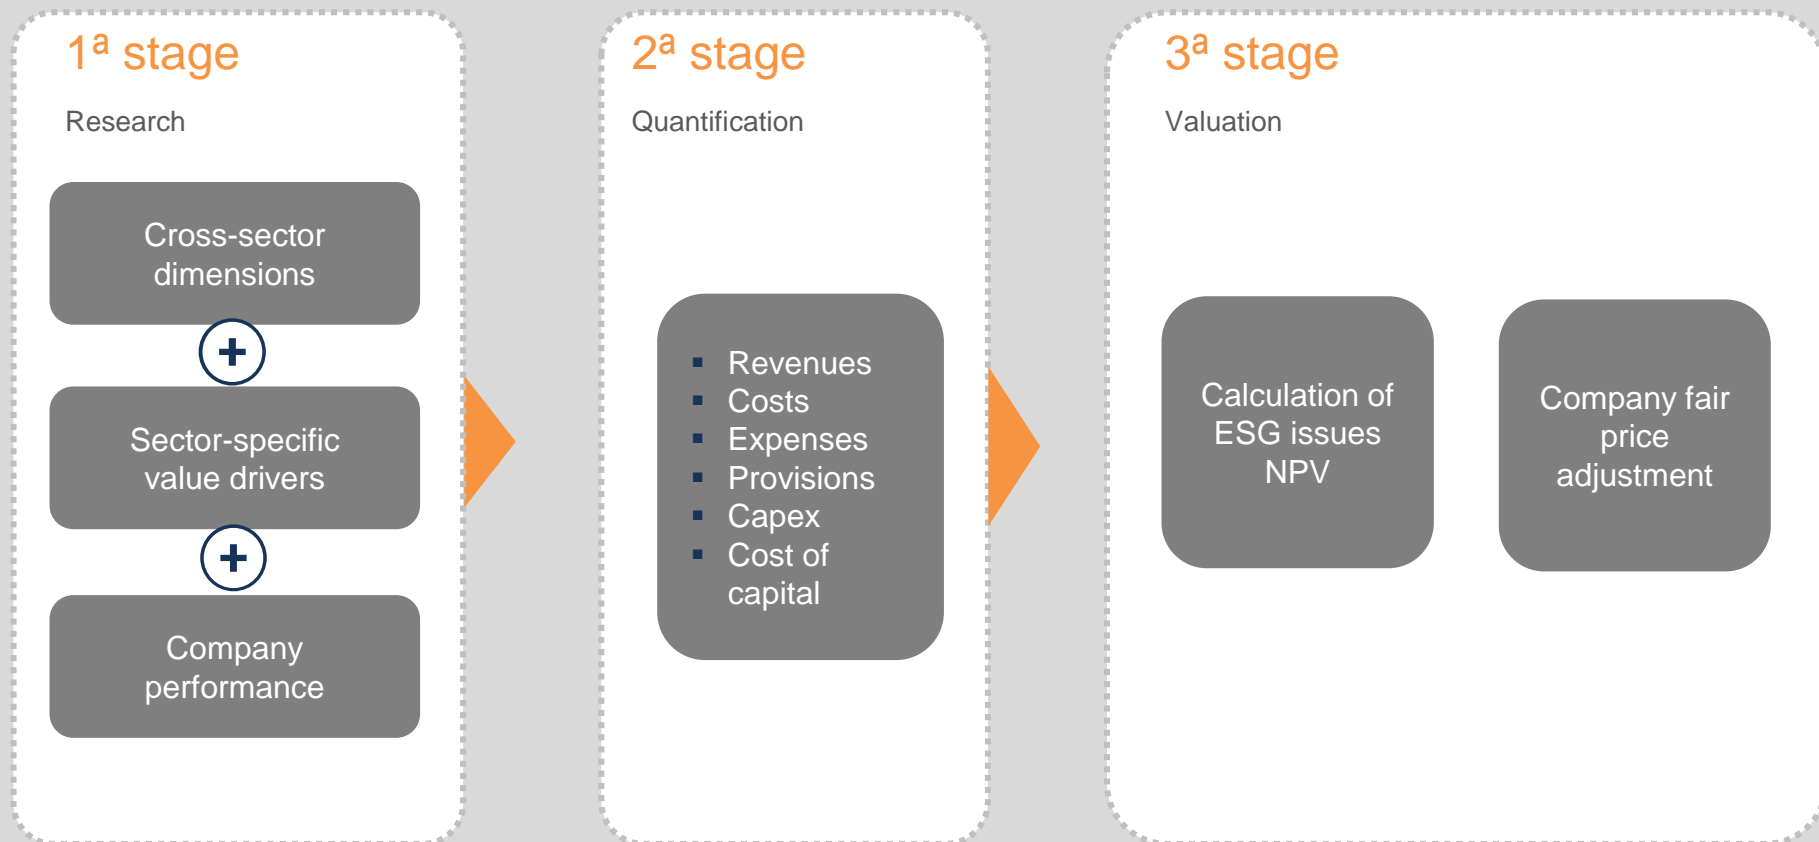 1ª stage
Research
Cross-sector
dimensions
+
Sector-specific
value drivers
+
Company
performance
2ª stage
Quantification
▪ Revenues
▪ Costs
▪ Expenses
▪ Provisions
▪ Capex
▪ Cost of
capital
3ª stage
Valuation
Calculation of
ESG issues
NPV
Company fair
price
adjustment